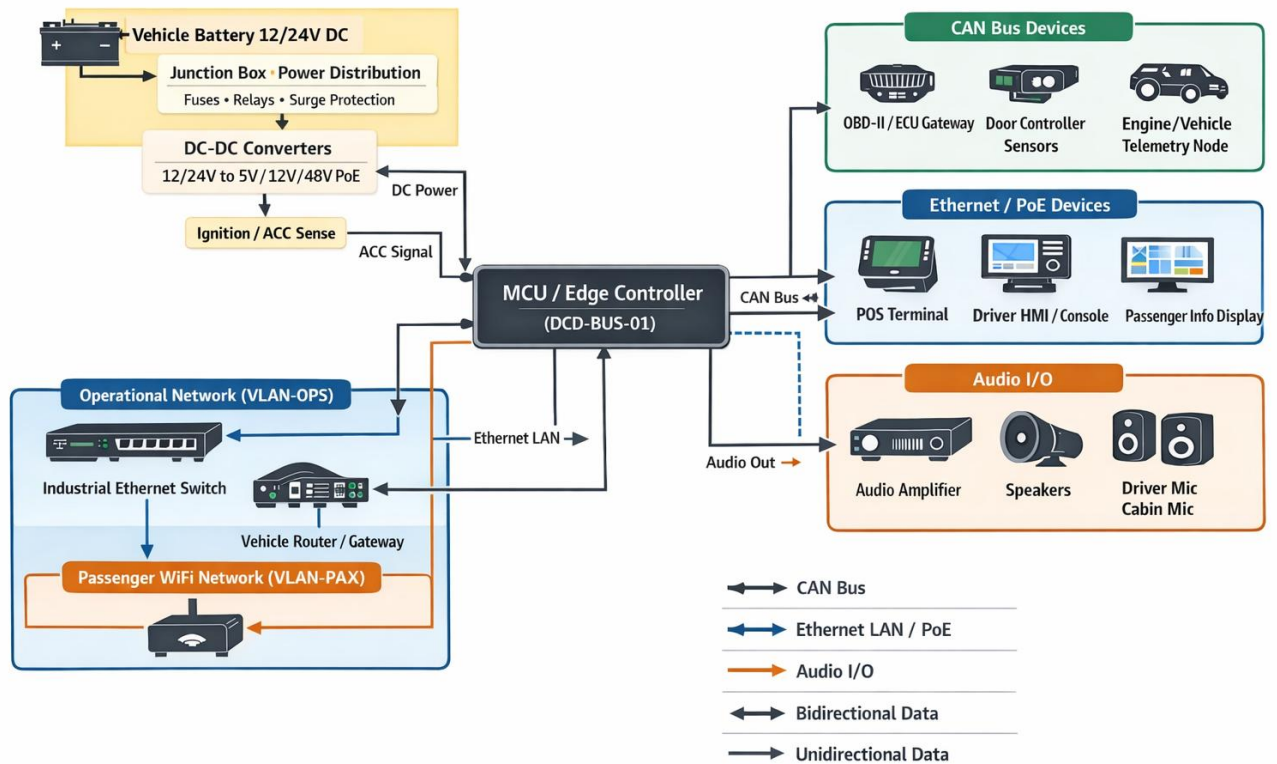 Vehicle Battery 12/24V DC
Junction Box • Power Distribution
Fuses • Relays • Surge Protection
DC-DC Converters
12/24V to 5V/12V/48V PoE
DC Power
Ignition / ACC Sense
ACC Signal
MCU / Edge Controller
(DCD-BUS-01)
CAN Bus Devices
OBD-II / ECU Gateway
Door Controller
Sensors
Engine/Vehicle
Telemetry Node
Ethernet / PoE Devices
CAN Bus
POS Terminal
Driver HMI / Console
Passenger Info Display
Audio I/O
Audio Out
Audio Amplifier
Speakers
Driver Mic
Cabin Mic
Operational Network (VLAN-OPS)
Ethernet LAN
Industrial Ethernet Switch
Vehicle Router / Gateway
Passenger WiFi Network (VLAN-PAX)
CAN Bus
Ethernet LAN / PoE
Audio I/O
Bidirectional Data
Unidirectional Data